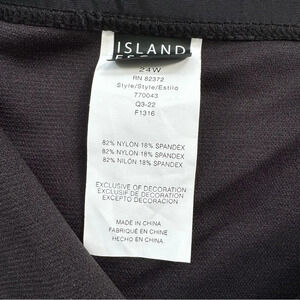 ISLAND
24W
RN 82372
Style/Style/Estilo
770043
Q3-22
F1316
82% NYLON 18% SPANDEX
82% NYLON 18% SPANDEX
82% NILON 18% SPANDEX
EXCLUSIVE OF DECORATION
EXCLUSIF DE DECORATION
EXCEPTO DECORACION
MADE IN CHINA
FABRIQUÉ EN CHINE
HECHO EN CHINA